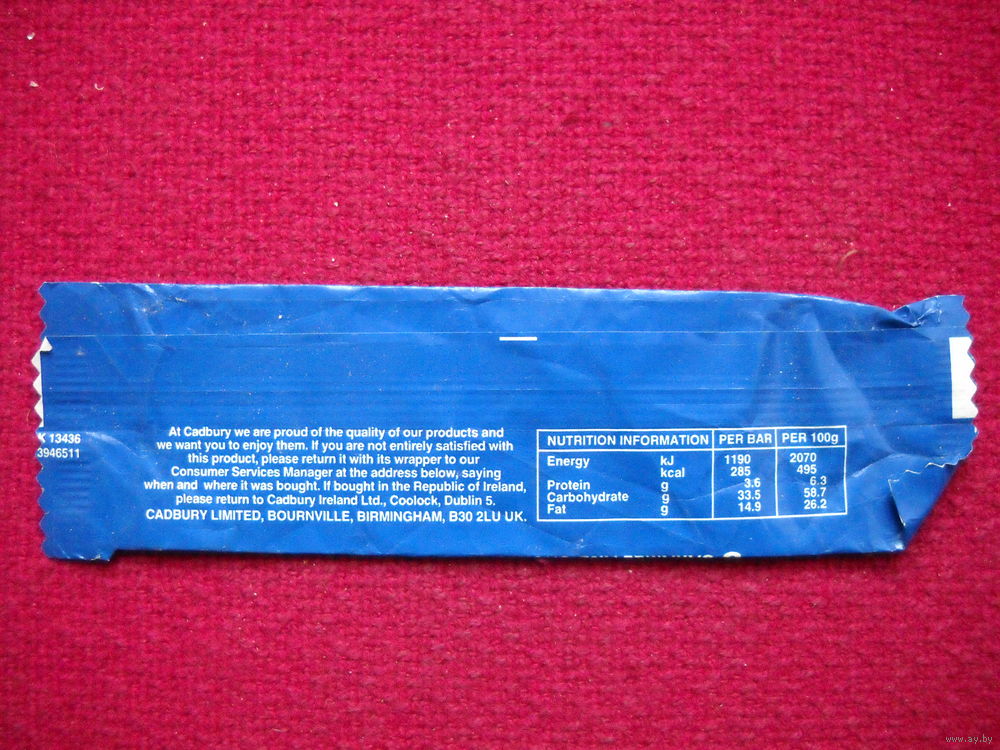 K 13436
3946511
At Cadbury we are proud of the quality of our products and
we want you to enjoy them. If you are not entirely satisfied with
this product, please return it with its wrapper to our
Consumer Services Manager at the address below, saying
when and where it was bought. If bought in the Republic of Ireland,
please return to Cadbury Ireland Ltd., Coolock, Dublin 5.
CADBURY LIMITED, BOURNVILLE, BIRMINGHAM, B30 2LU UK.
NUTRITION INFORMATION PER BAR PER 100g
Energy kJ 1190 2070
kcal 285 495
Protein g 3.6 6.3
Carbohydrate g 33.5 58.7
Fat g 14.9 26.2
www.ay.by